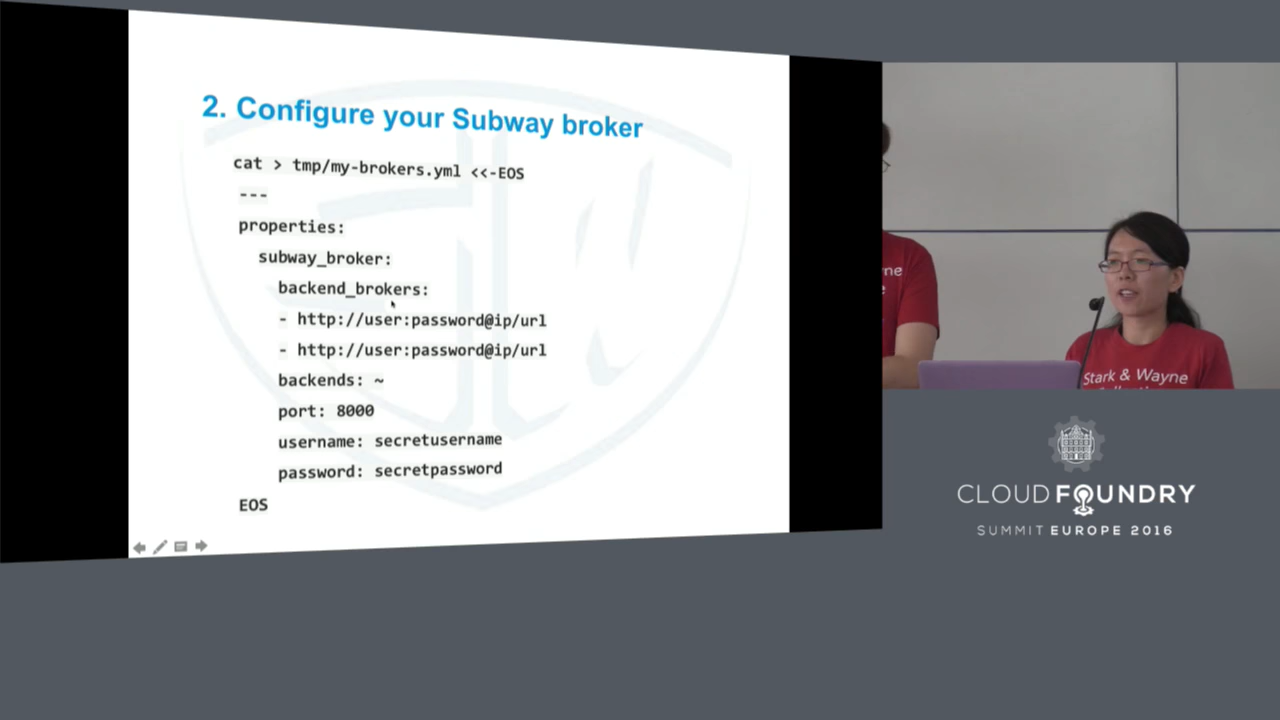 2. Configure your Subway broker
cat > tmp/my-brokers.yml <<-EOS
---
properties:
subway_broker:
backend_brokers:
- http://user:password@ip/url
- http://user:password@ip/url
backends: ~
port: 8000
username: secretusername
password: secretpassword
EOS
ne
e
Stark & Wayne
CLOUD FOUNDRY
SUMMIT EUROPE 2016